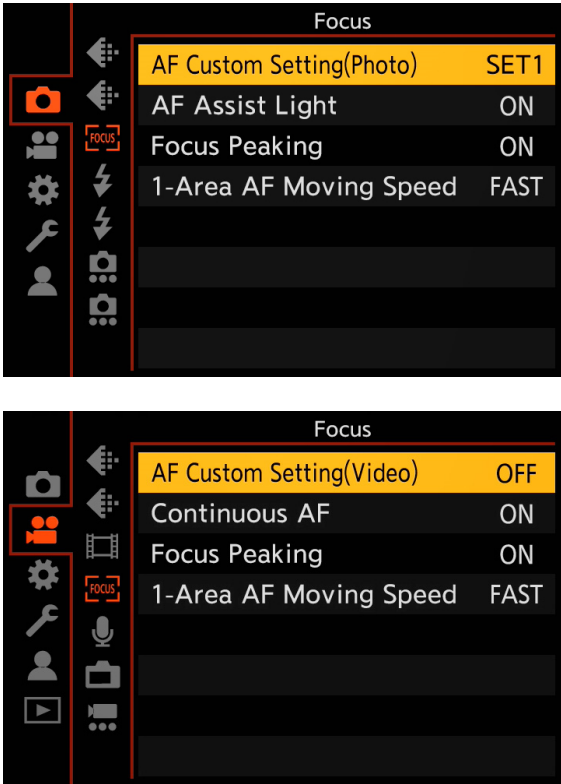 Focus
AF Custom Setting(Photo) SET1
AF Assist Light ON
FOCUS
Focus Peaking ON
1-Area AF Moving Speed FAST
Focus
AF Custom Setting(Video) OFF
Continuous AF ON
Focus Peaking ON
FOCUS
1-Area AF Moving Speed FAST